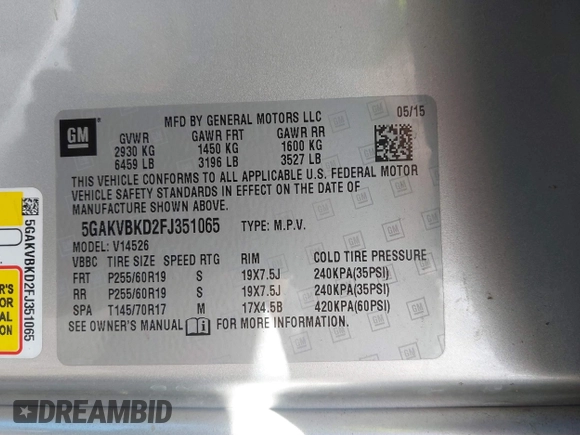 GM
MFD BY GENERAL MOTORS LLC 05/15
GVWR GAWR FRT GAWR RR
2930 KG 1450 KG 1600 KG
6459 LB 3196 LB 3527 LB
THIS VEHICLE CONFORMS TO ALL APPLICABLE U.S. FEDERAL MOTOR
VEHICLE SAFETY STANDARDS IN EFFECT ON THE DATE OF
MANUFACTURE SHOWN ABOVE.
5GAKVBKD2FJ351065 TYPE: M.P.V.
MODEL: V14526
VBBC TIRE SIZE SPEED RTG RIM COLD TIRE PRESSURE
FRT P255/60R19 S 19X7.5J 240KPA(35PSI)
RR P255/60R19 S 19X7.5J 240KPA(35PSI)
SPA T145/70R17 M 17X4.5B 420KPA(60PSI)
SEE OWNER'S MANUAL i FOR MORE INFORMATION
5GAKVBKD2FJ351065
DREAMBID